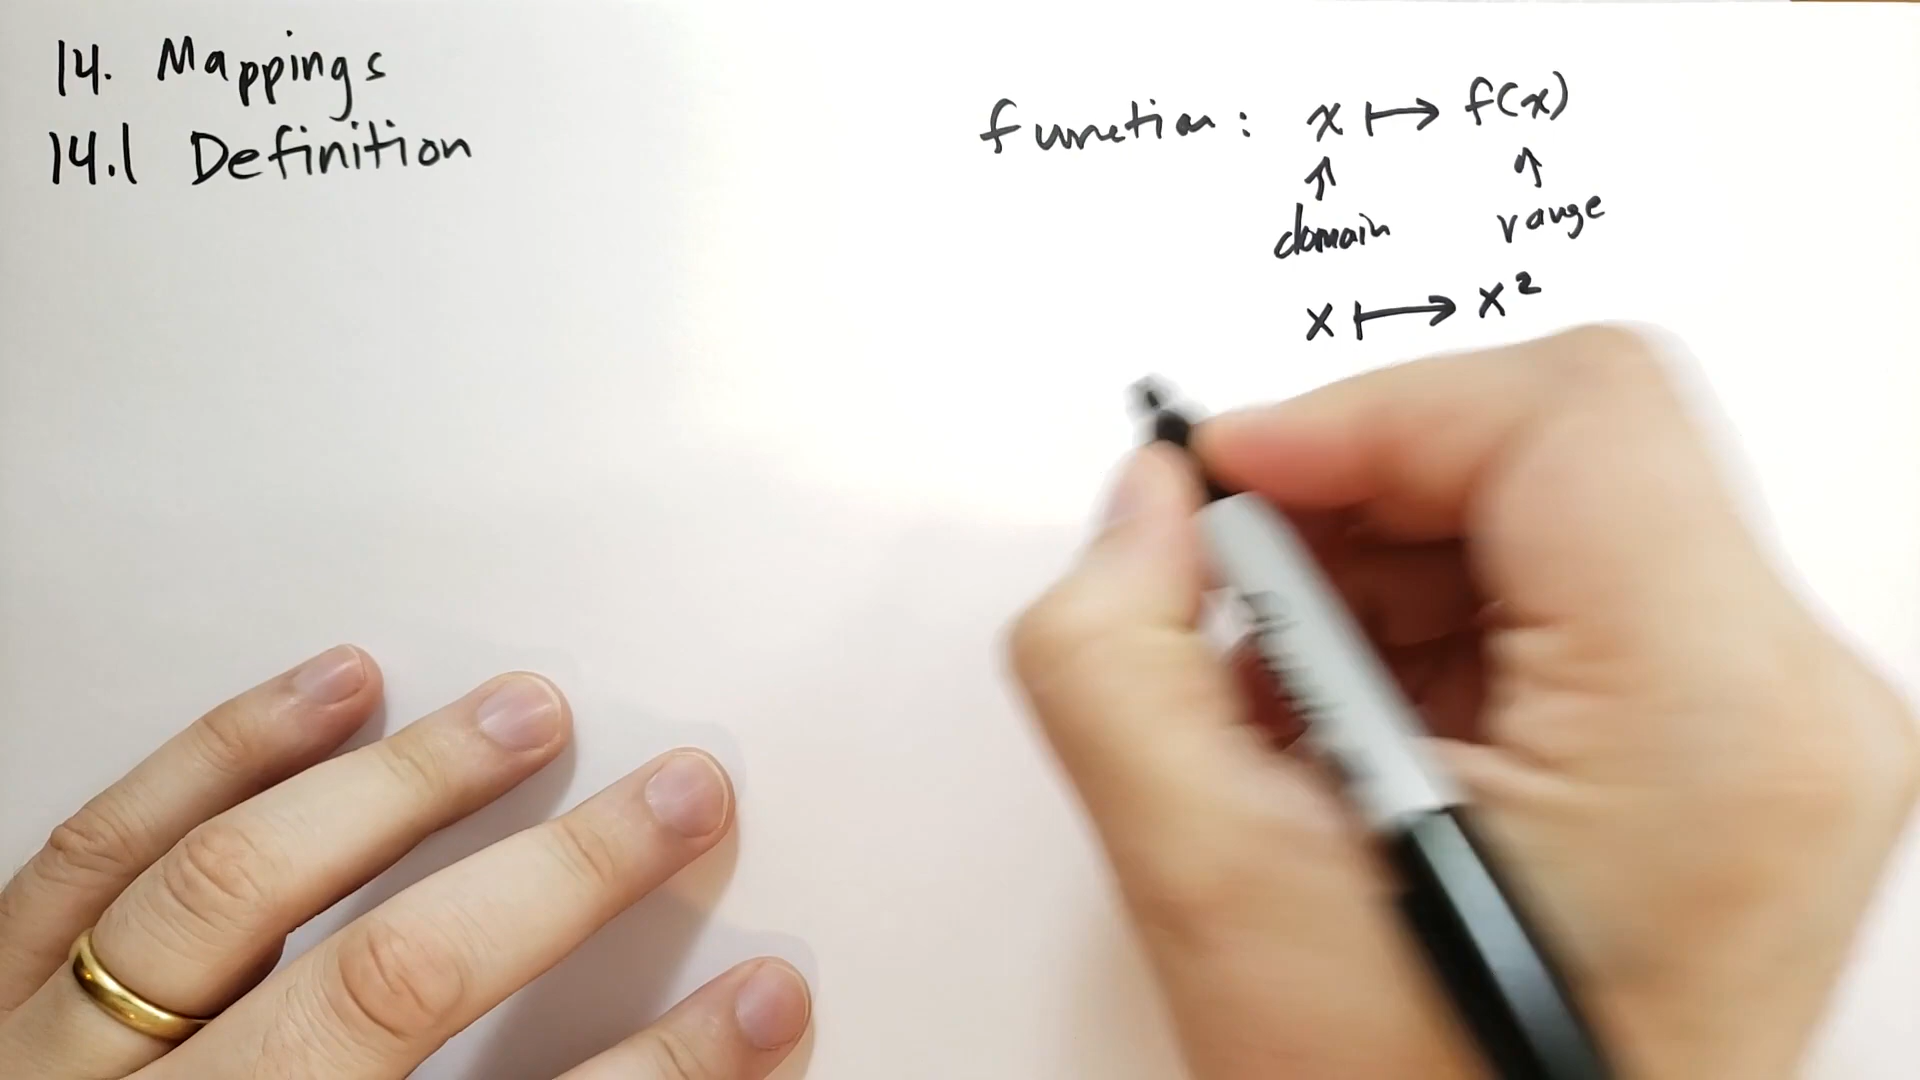 14. Mappings
14.1 Definition
function: x ↦ f(x)
↑ ↑
domain range
x ↦ x²